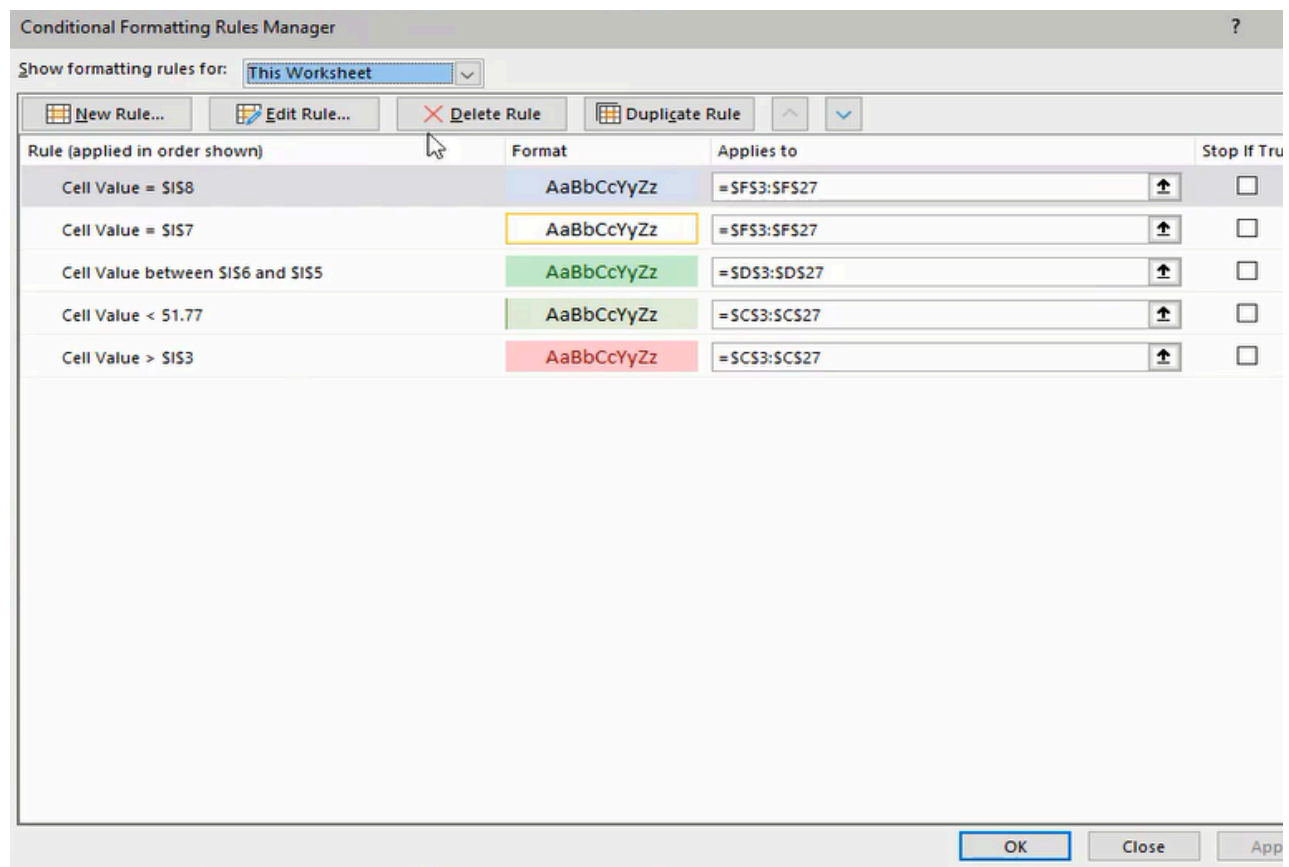 Conditional Formatting Rules Manager ?
Show formatting rules for: This Worksheet
New Rule... Edit Rule... Delete Rule Duplicate Rule
Rule (applied in order shown) Format Applies to Stop If Tru
Cell Value = $I$8 AaBbCcYyZz =$F$3:$F$27
Cell Value = $I$7 AaBbCcYyZz =$F$3:$F$27
Cell Value between $I$6 and $I$5 AaBbCcYyZz =$D$3:$D$27
Cell Value < 51.77 AaBbCcYyZz =$C$3:$C$27
Cell Value > $I$3 AaBbCcYyZz =$C$3:$C$27
OK Close App